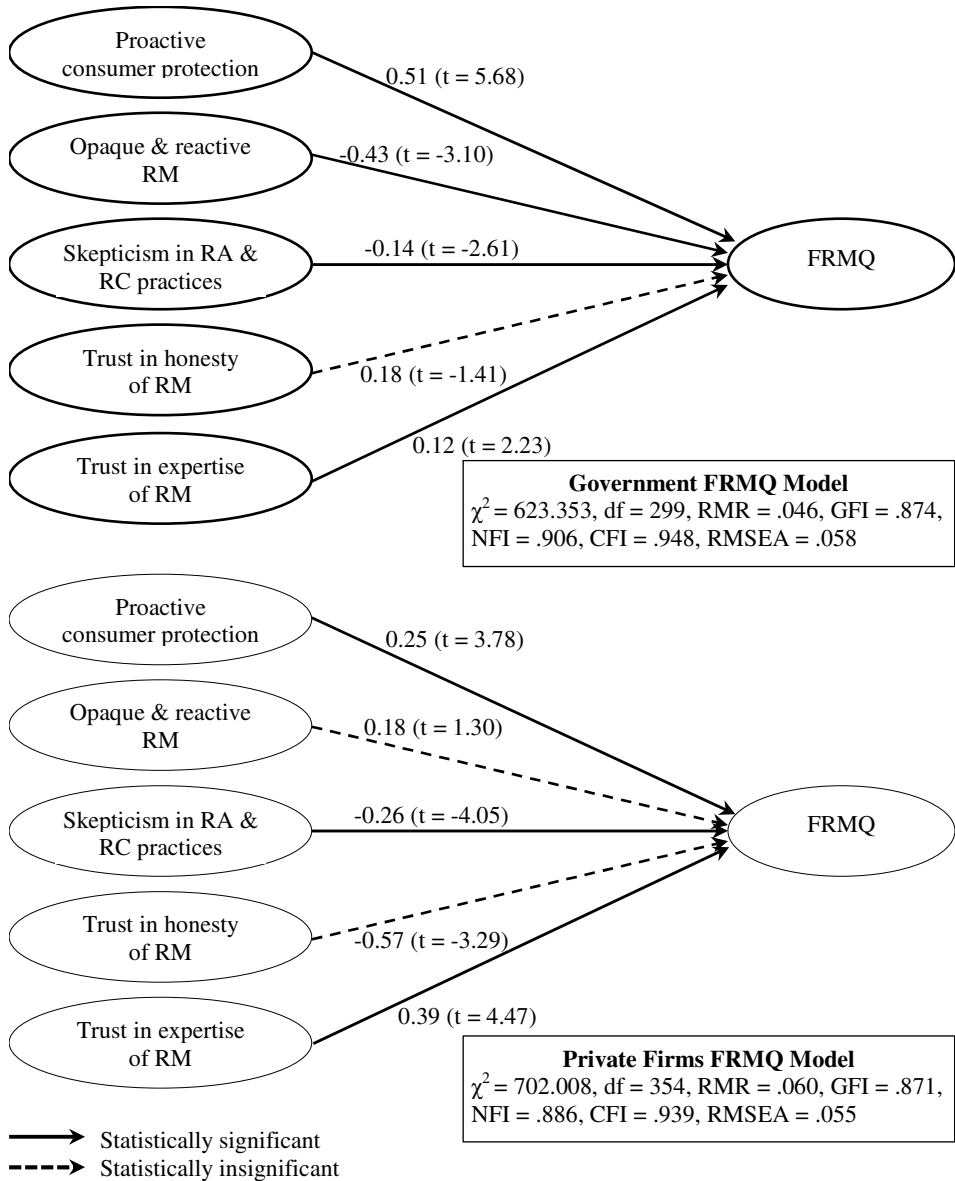 Proactive
consumer protection
0.51 (t = 5.68)
Opaque & reactive
RM
-0.43 (t = -3.10)
Skepticism in RA &
RC practices
-0.14 (t = -2.61)
FRMQ
Trust in honesty
of RM
0.18 (t = -1.41)
Trust in expertise
of RM
0.12 (t = 2.23)
Government FRMQ Model
χ² = 623.353, df = 299, RMR = .046, GFI = .874,
NFI = .906, CFI = .948, RMSEA = .058
Proactive
consumer protection
0.25 (t = 3.78)
Opaque & reactive
RM
0.18 (t = 1.30)
Skepticism in RA &
RC practices
-0.26 (t = -4.05)
FRMQ
Trust in honesty
of RM
-0.57 (t = -3.29)
Trust in expertise
of RM
0.39 (t = 4.47)
Private Firms FRMQ Model
χ² = 702.008, df = 354, RMR = .060, GFI = .871,
NFI = .886, CFI = .939, RMSEA = .055
Statistically significant
Statistically insignificant